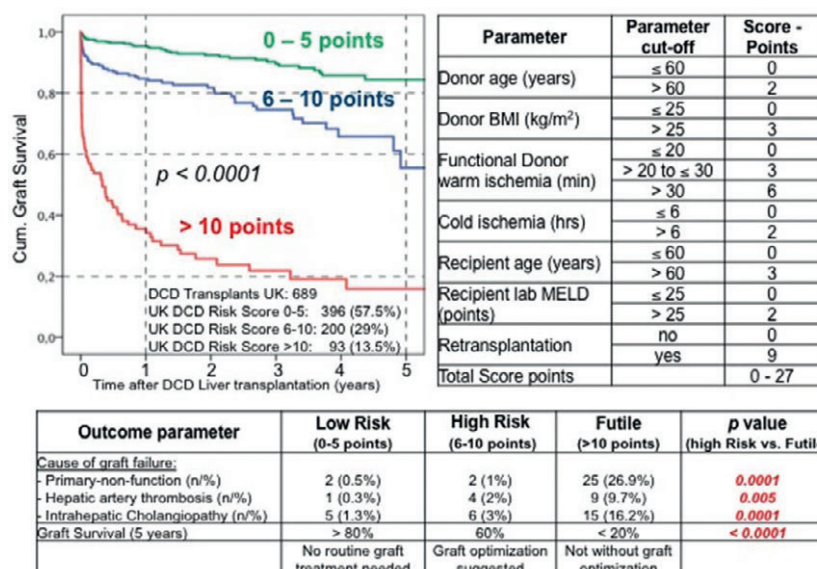 1,0
0 – 5 points
0,8
6 – 10 points
0,6
p < 0.0001
0,4
> 10 points
0,2
DCD Transplants UK: 689
UK DCD Risk Score 0-5: 396 (57.5%)
UK DCD Risk Score 6-10: 200 (29%)
UK DCD Risk Score >10: 93 (13.5%)
0,0
Cum. Graft Survival
0 1 2 3 4 5
Time after DCD Liver transplantation (years)
Parameter Parameter cut-off Score - Points
Donor age (years) ≤ 60 0
> 60 2
Donor BMI (kg/m²) ≤ 25 0
> 25 3
Functional Donor warm ischemia (min) ≤ 20 0
> 20 to ≤ 30 3
> 30 6
Cold ischemia (hrs) ≤ 6 0
> 6 2
Recipient age (years) ≤ 60 0
> 60 3
Recipient lab MELD (points) ≤ 25 0
> 25 2
Retransplantation no 0
yes 9
Total Score points 0 - 27
Outcome parameter Low Risk (0-5 points) High Risk (6-10 points) Futile (>10 points) p value (high Risk vs. Futile
Cause of graft failure:
- Primary-non-function (n/%) 2 (0.5%) 2 (1%) 25 (26.9%) 0.0001
- Hepatic artery thrombosis (n/%) 1 (0.3%) 4 (2%) 9 (9.7%) 0.005
- Intrahepatic Cholangiopathy (n/%) 5 (1.3%) 6 (3%) 15 (16.2%) 0.0001
Graft Survival (5 years) > 80% 60% < 20% < 0.0001
No routine graft treatment needed Graft optimization suggested Not without graft optimization